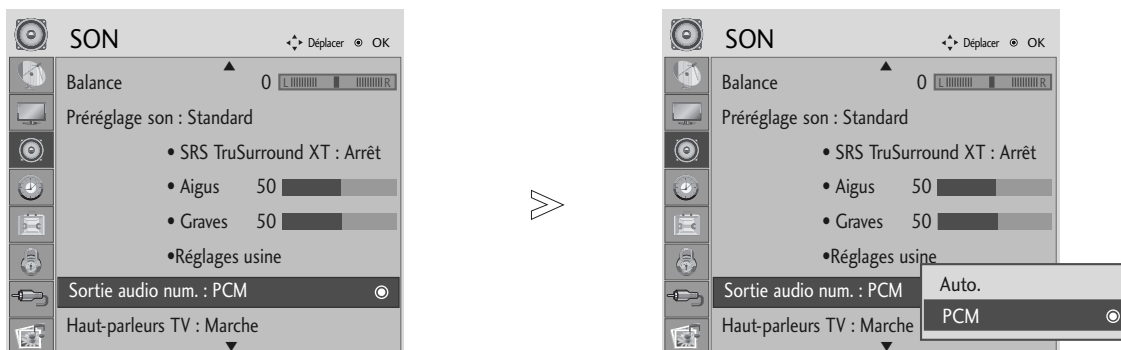 SON
Déplacer OK
Balance 0 L R
Préréglage son : Standard
• SRS TruSurround XT : Arrêt
• Aigus 50
• Graves 50
•Réglages usine
Sortie audio num. : PCM
Haut-parleurs TV : Marche
SON
Déplacer OK
Balance 0 L R
Préréglage son : Standard
• SRS TruSurround XT : Arrêt
• Aigus 50
• Graves 50
•Réglages usine
Sortie audio num. : PCM
Haut-parleurs TV : Marche
Auto.
PCM